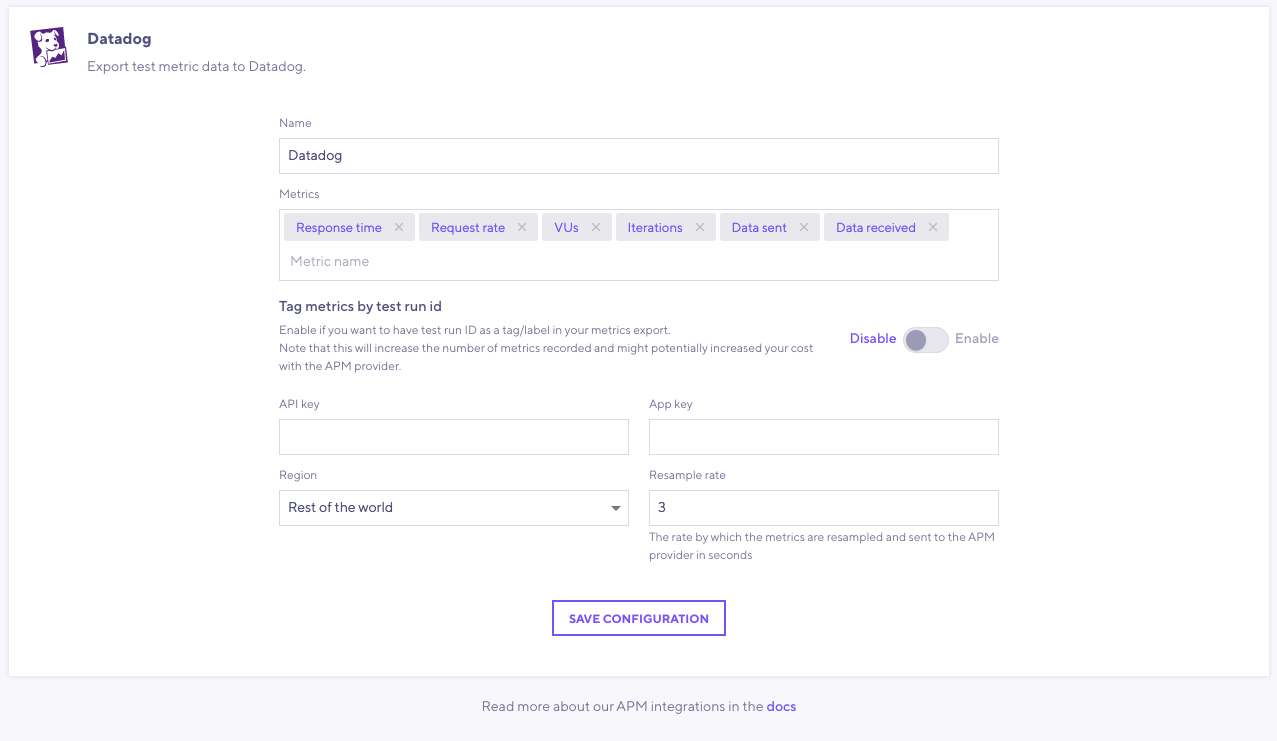 Datadog
Export test metric data to Datadog.
Name
Datadog
Metrics
Response time × Request rate × VUs × Iterations × Data sent × Data received ×
Metric name
Tag metrics by test run id
Enable if you want to have test run ID as a tag/label in your metrics export.
Note that this will increase the number of metrics recorded and might potentially increased your cost
with the APM provider.
Disable Enable
API key
App key
Region
Resample rate
Rest of the world
3
The rate by which the metrics are resampled and sent to the APM
provider in seconds
SAVE CONFIGURATION
Read more about our APM integrations in the docs